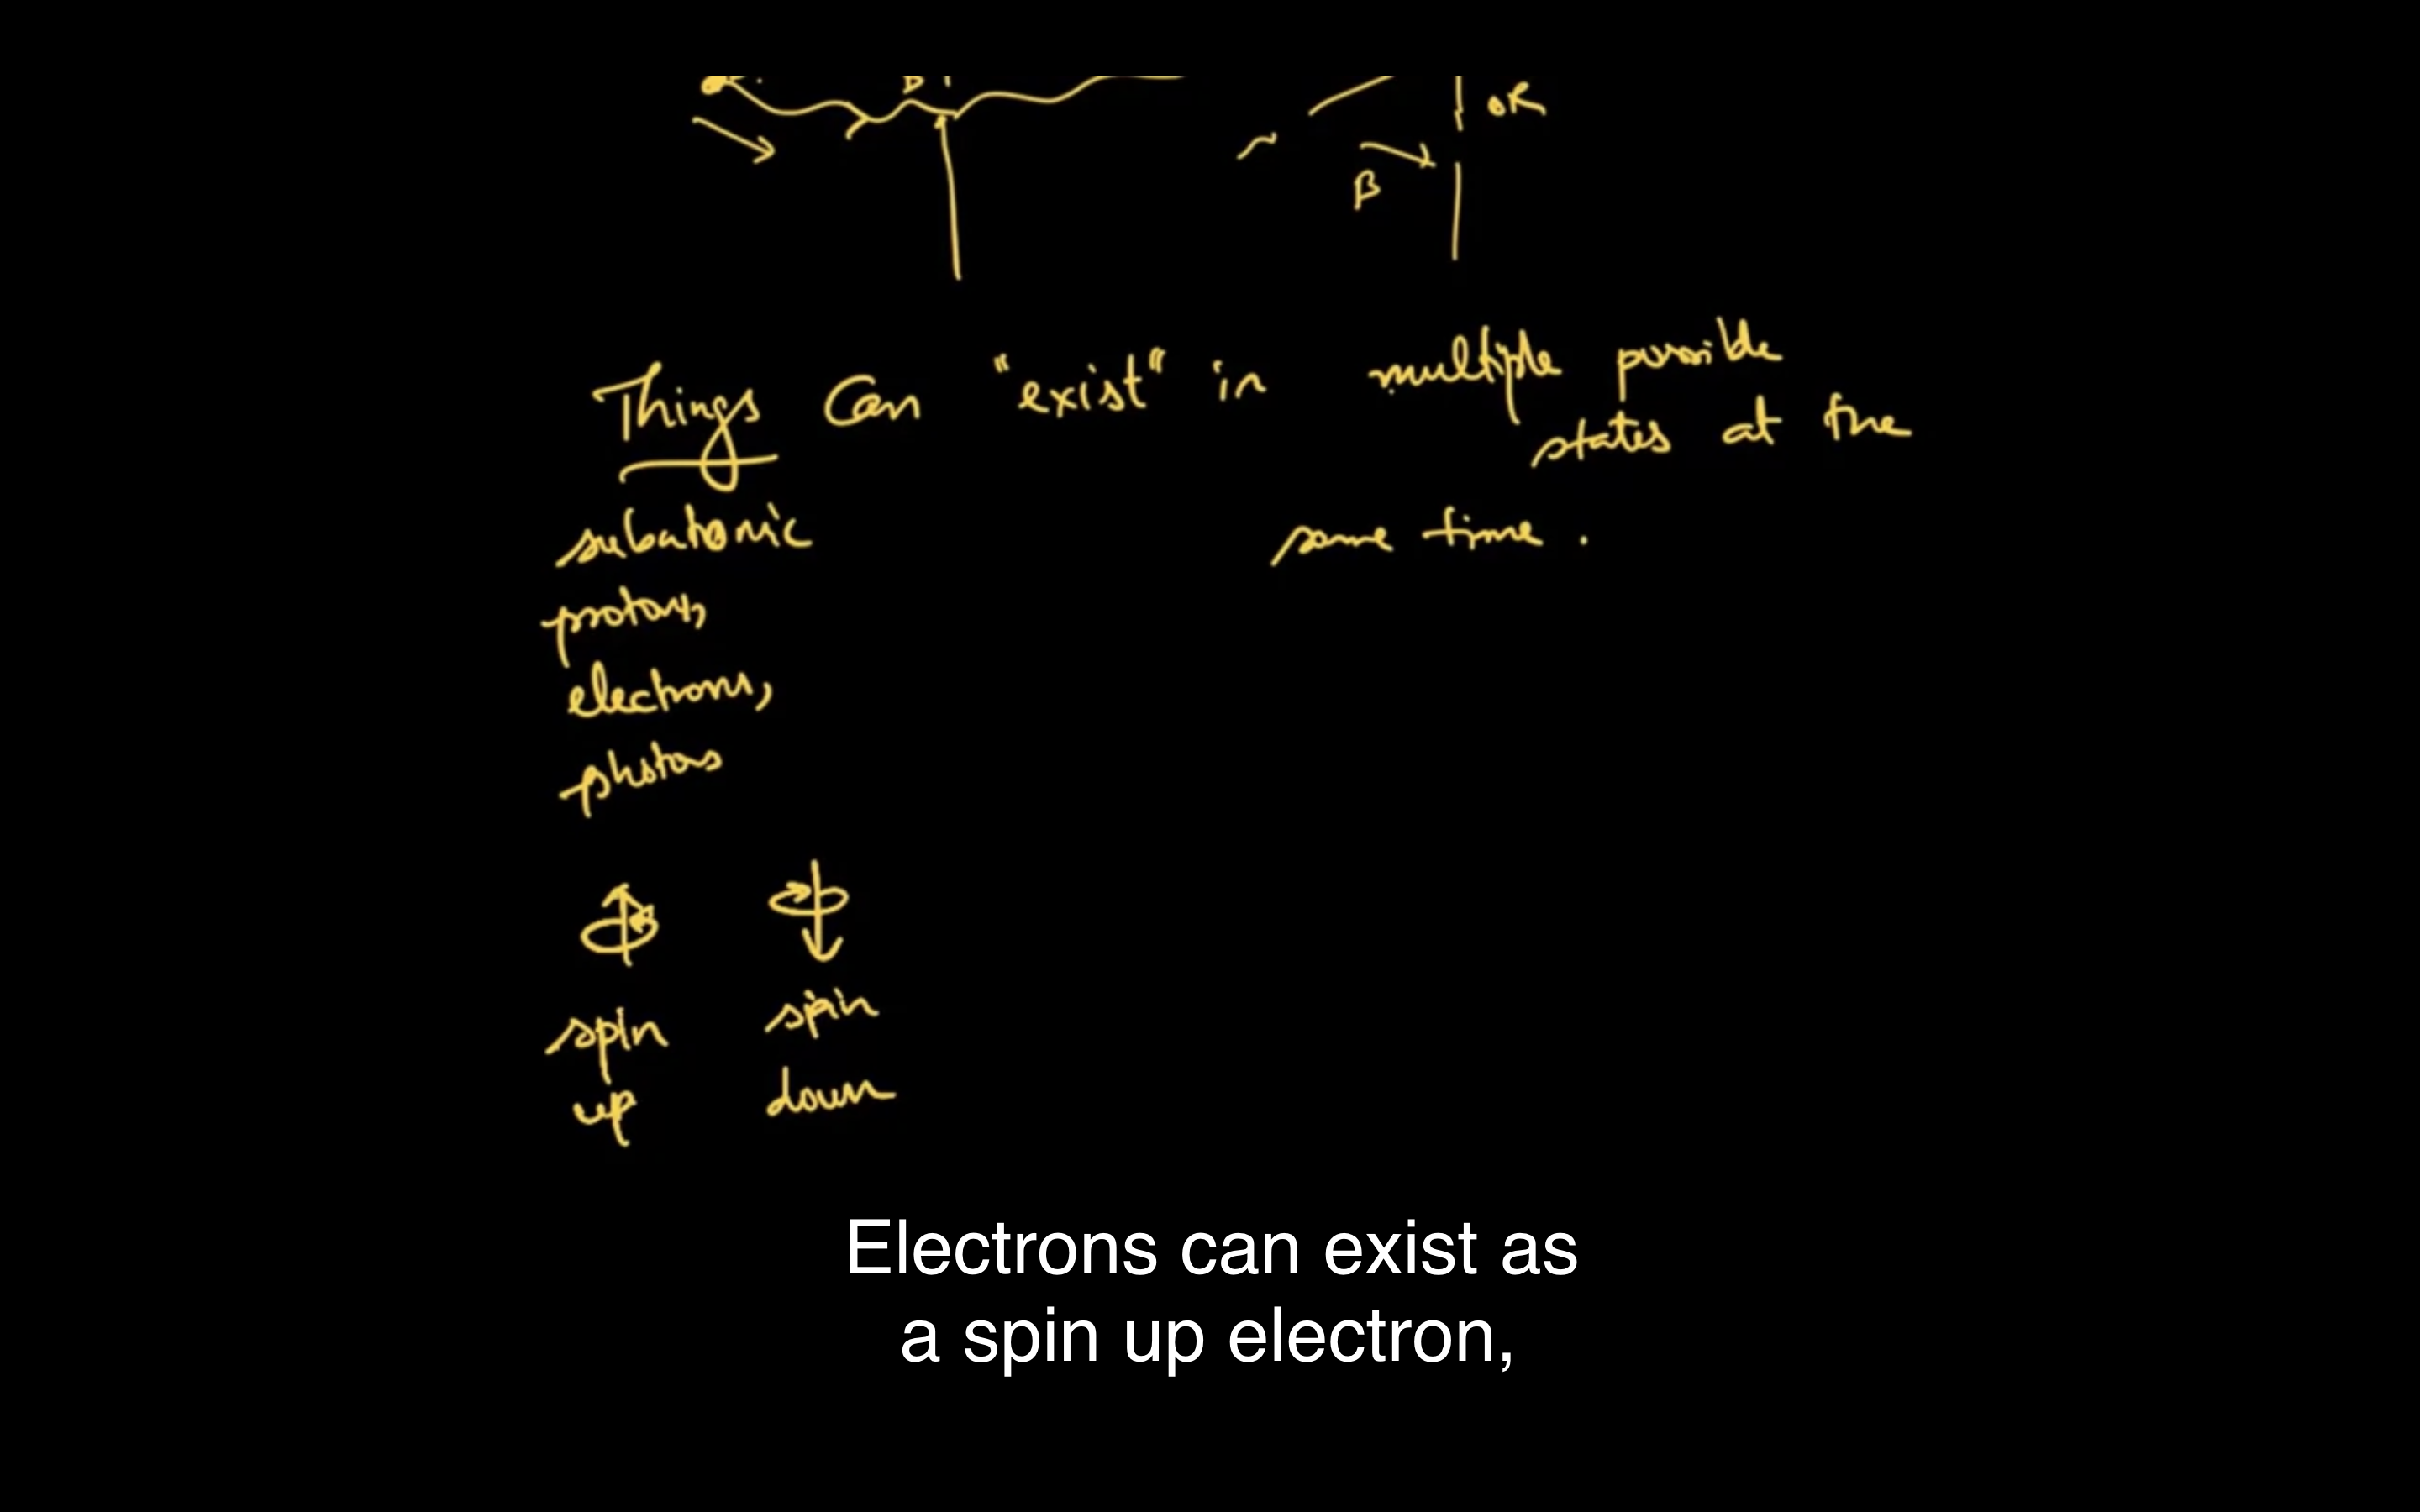 B
OR
B
Things Can "exist" in multiple possible
states at the
same time.
subatomic
protons,
electrons,
photons
spin up
spin down
Electrons can exist as
a spin up electron,